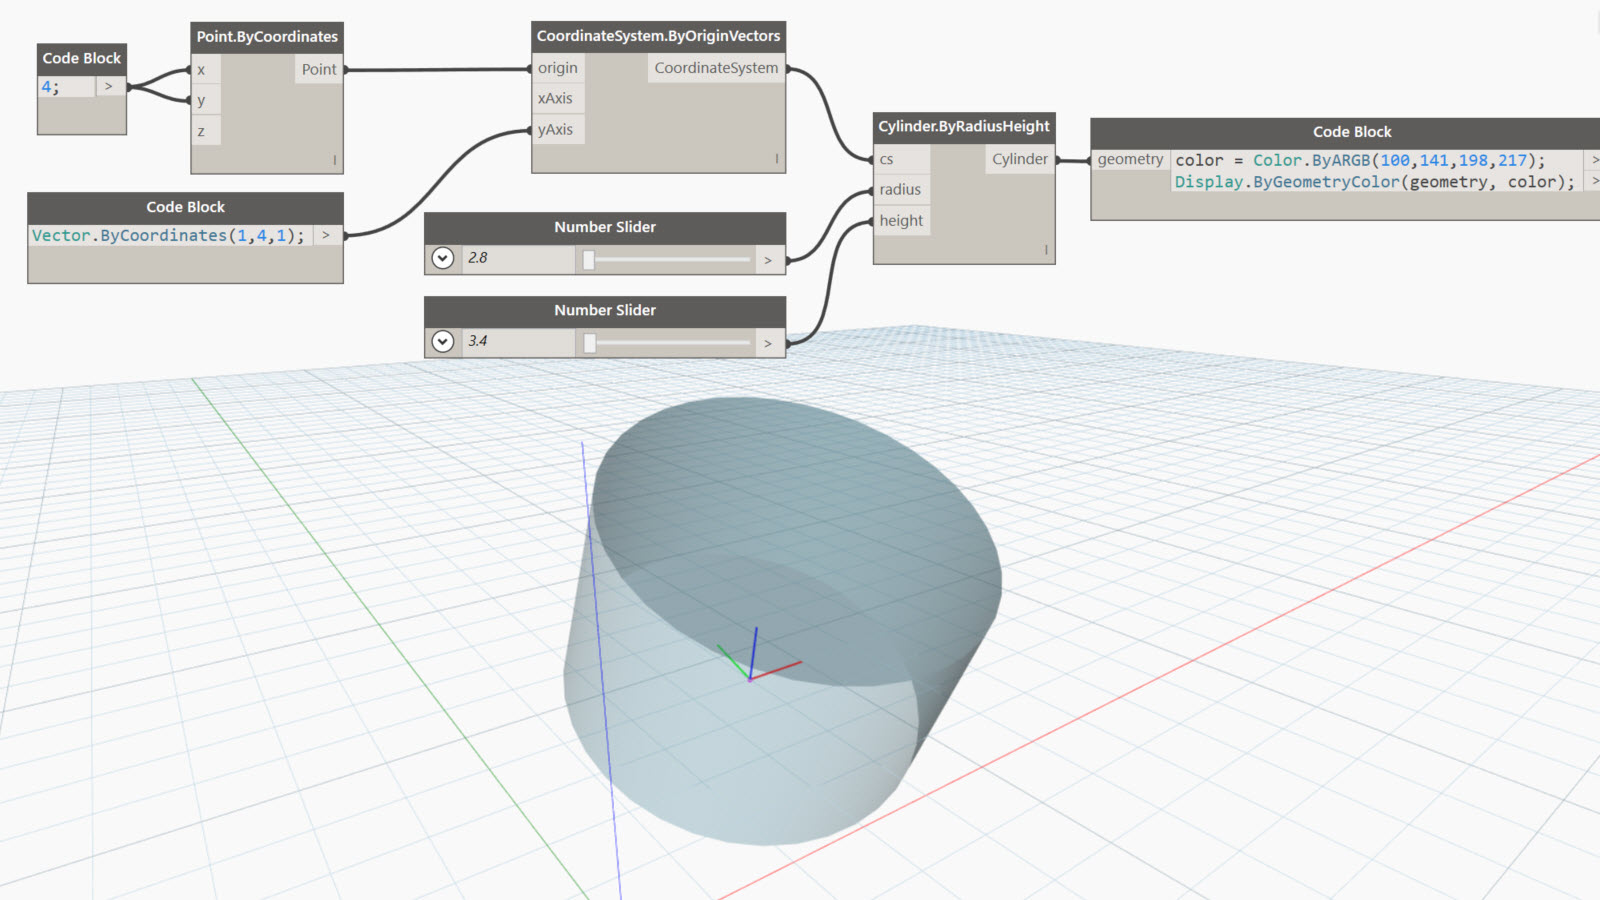 Code Block
4;
>
Point.ByCoordinates
x
y
z
Point
l
Code Block
Vector.ByCoordinates(1,4,1);
>
CoordinateSystem.ByOriginVectors
origin
xAxis
yAxis
CoordinateSystem
l
Number Slider
2.8
>
Number Slider
3.4
>
Cylinder.ByRadiusHeight
cs
radius
height
Cylinder
l
Code Block
geometry
color = Color.ByARGB(100,141,198,217);
>
Display.ByGeometryColor(geometry, color);
>